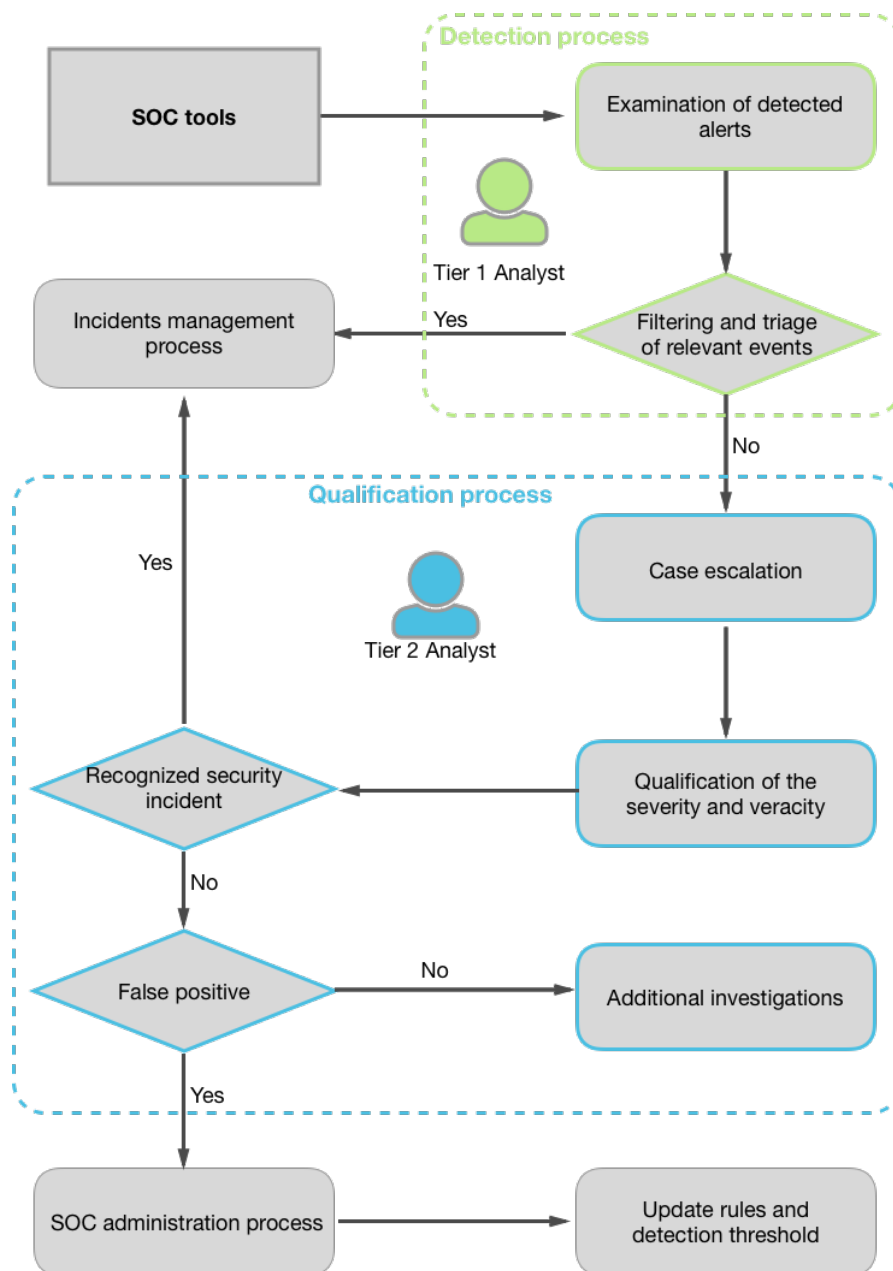 Detection process
SOC tools
Examination of detected
alerts
Tier 1 Analyst
Incidents management
process
Yes
Filtering and triage
of relevant events
No
Qualification process
Yes
Case escalation
Tier 2 Analyst
Recognized security
incident
Qualification of the
severity and veracity
No
False positive
No
Additional investigations
Yes
SOC administration process
Update rules and
detection threshold